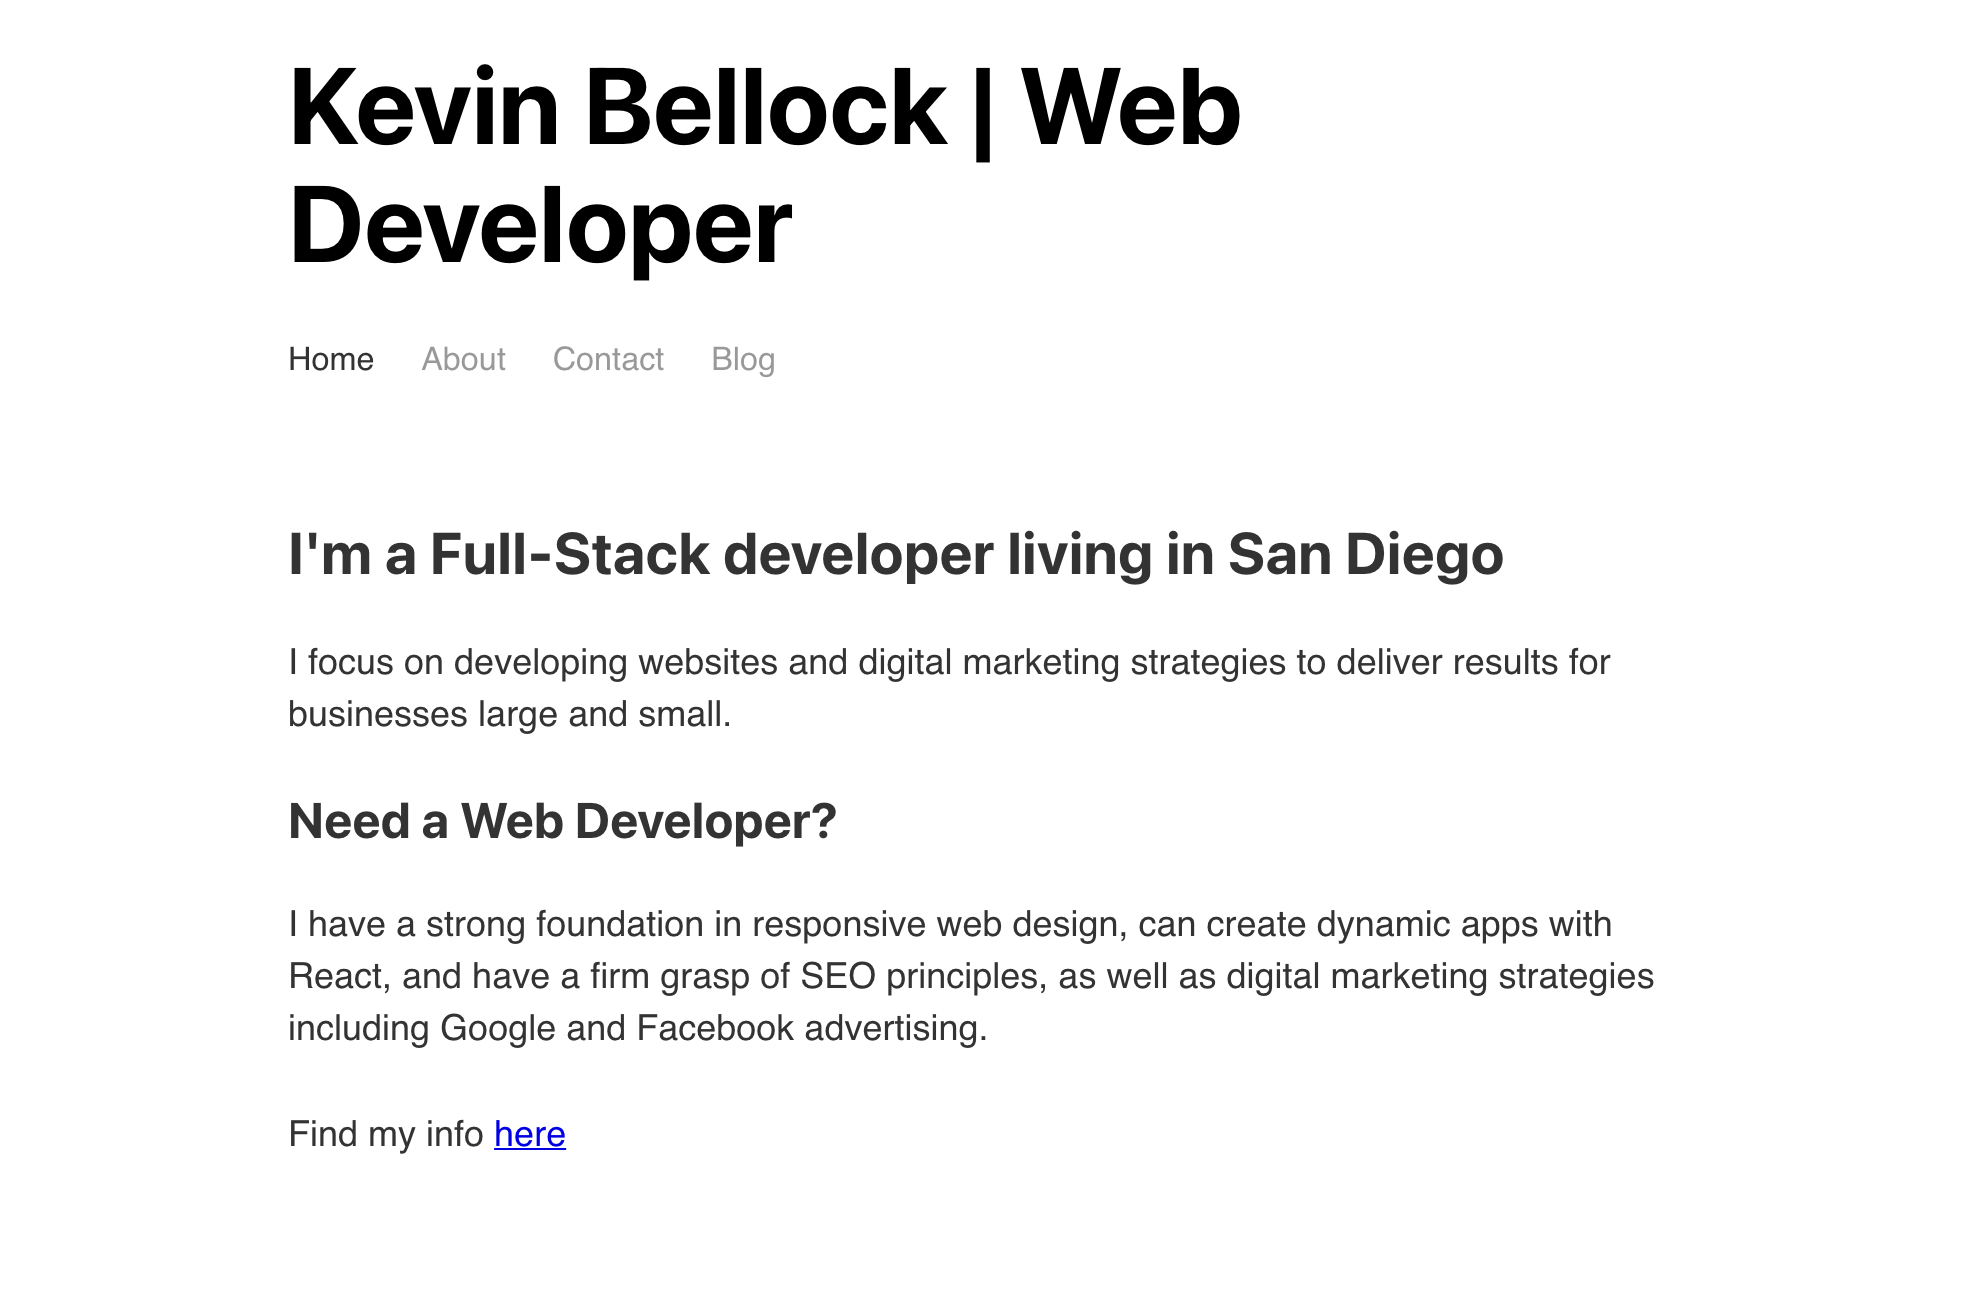 Kevin Bellock | Web
Developer
Home About Contact Blog
I'm a Full-Stack developer living in San Diego
I focus on developing websites and digital marketing strategies to deliver results for
businesses large and small.
Need a Web Developer?
I have a strong foundation in responsive web design, can create dynamic apps with
React, and have a firm grasp of SEO principles, as well as digital marketing strategies
including Google and Facebook advertising.
Find my info here